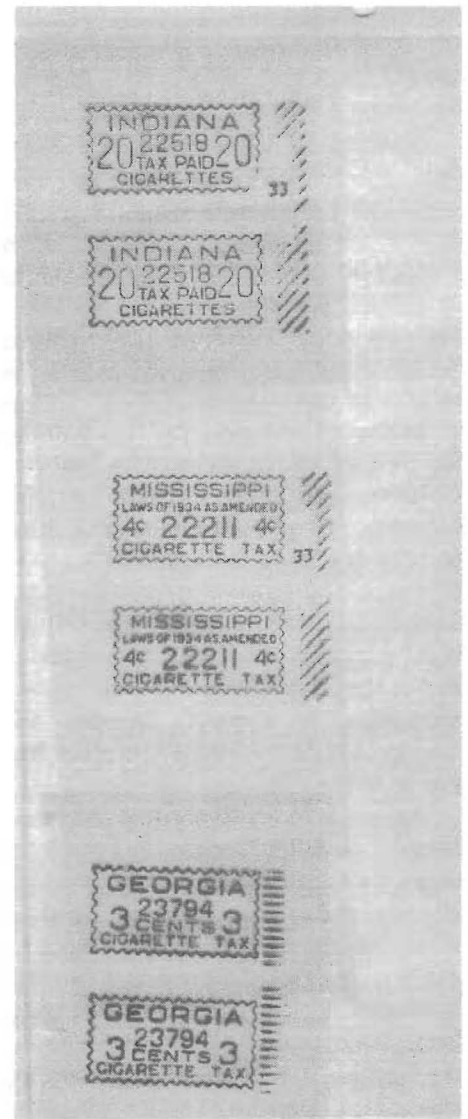 INDIANA
20 22518 20
TAX PAID
CIGARETTES
33
INDIANA
20 22518 20
TAX PAID
CIGARETTES
MISSISSIPPI
LAWS OF 1934 AS AMENDED
4¢ 22211 4¢
CIGARETTE TAX
33
MISSISSIPPI
LAWS OF 1934 AS AMENDED
4¢ 22211 4¢
CIGARETTE TAX
GEORGIA
3 23794 3
CENTS
CIGARETTE TAX
GEORGIA
3 23794 3
CENTS
CIGARETTE TAX